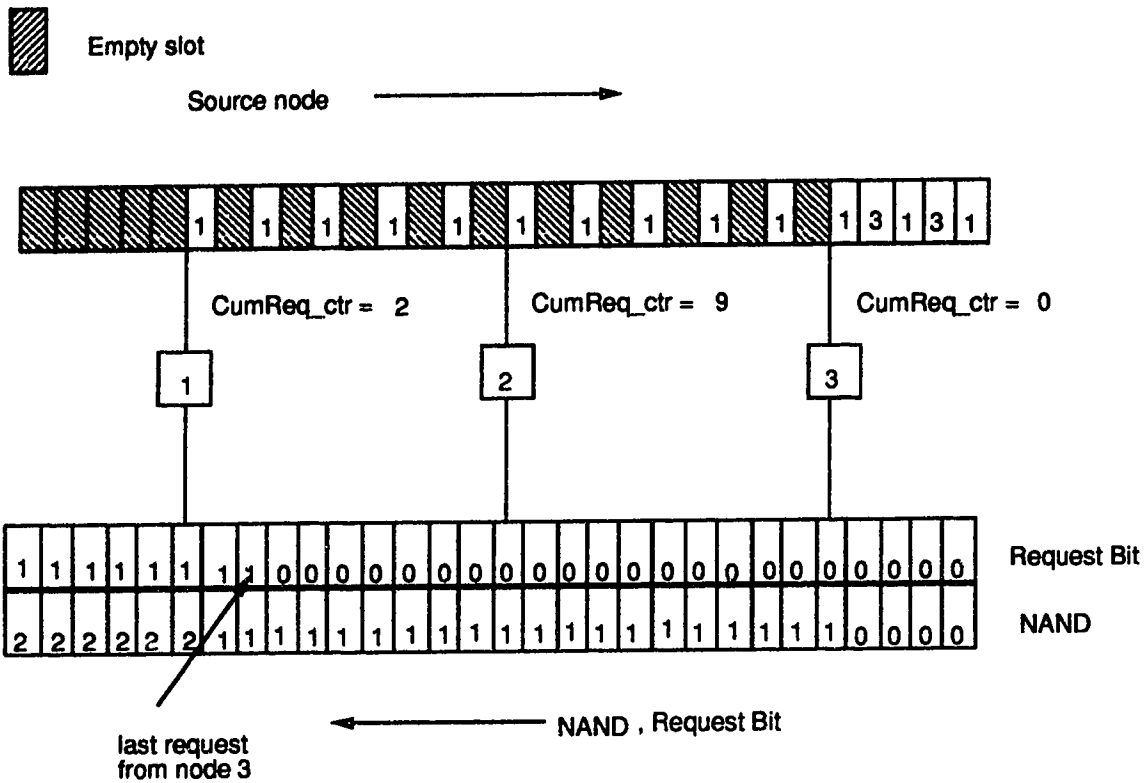 Empty slot
Source node
1 1 1 1 1 1 1 1 1 1 1 3 1 3 1
CumReq_ctr = 2 CumReq_ctr = 9 CumReq_ctr = 0
1 2 3
1 1 1 1 1 1 1 1 0 0 0 0 0 0 0 0 0 0 0 0 0 0 0 0 0 0 0 0 0 0 Request Bit
2 2 2 2 2 2 1 1 1 1 1 1 1 1 1 1 1 1 1 1 1 1 1 1 1 1 0 0 0 0 NAND
NAND , Request Bit
last request
from node 3